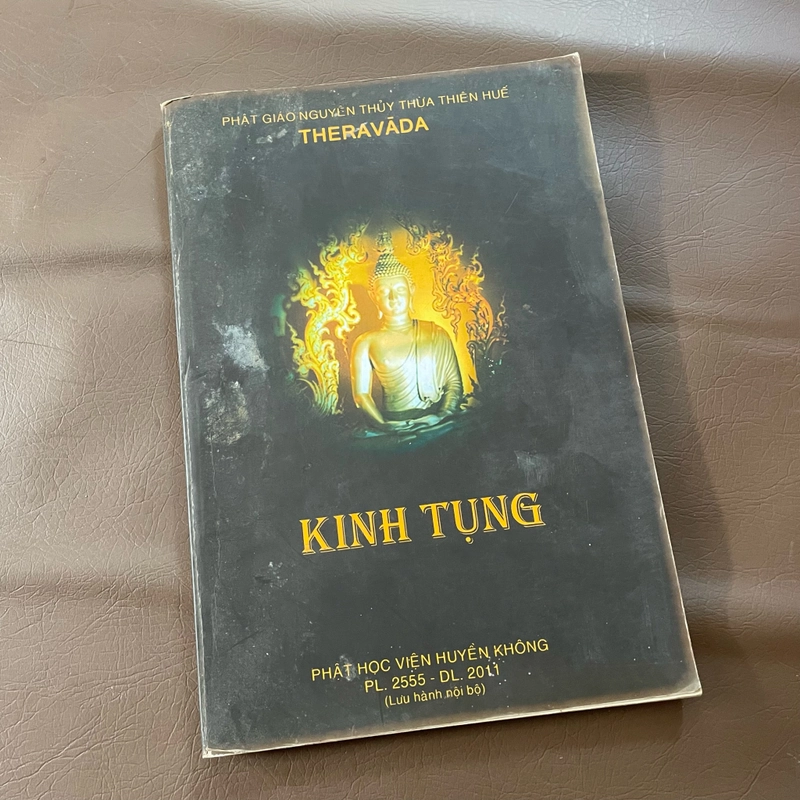 PHẬT GIÁO NGUYÊN THỦY THỪA THIÊN HUẾ
THERAVĀDA
KINH TỤNG
PHẬT HỌC VIỆN HUYỀN KHÔNG
PL. 2555 - DL. 2011
(Lưu hành nội bộ)